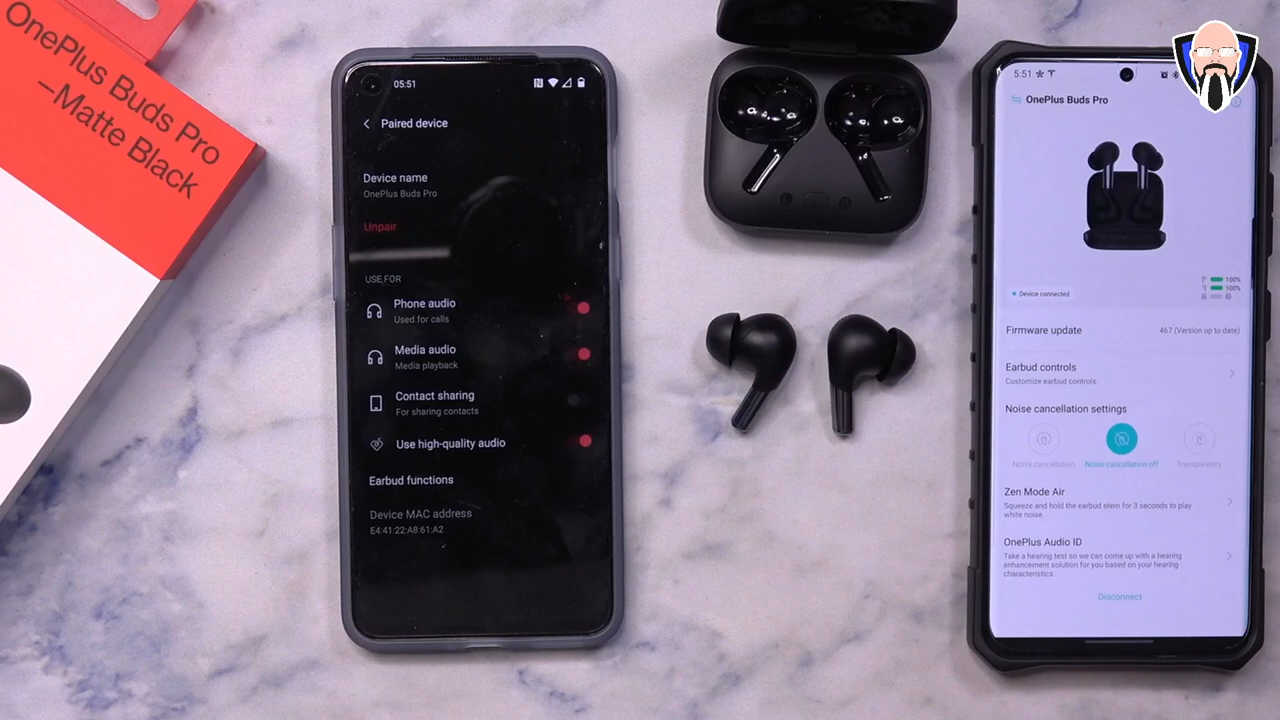 OnePlus Buds Pro
–Matte Black
05:51
Paired device
Device name
OnePlus Buds Pro
Unpair
USE FOR
Phone audio
Used for calls
Media audio
Media playback
Contact sharing
For sharing contacts
Use high-quality audio
Earbud functions
Device MAC address
E4:41:22:A8:61:A2
5:51
OnePlus Buds Pro
100%
100%
Device connected
Firmware update
467 (Version up to date)
Earbud controls
Customize earbud controls.
Noise cancellation settings
Noise cancellation
Noise cancellation off
Transparency
Zen Mode Air
Squeeze and hold the earbud stem for 3 seconds to play
white noise.
OnePlus Audio ID
Take a hearing test so we can come up with a hearing
enhancement solution for you based on your hearing
characteristics.
Disconnect